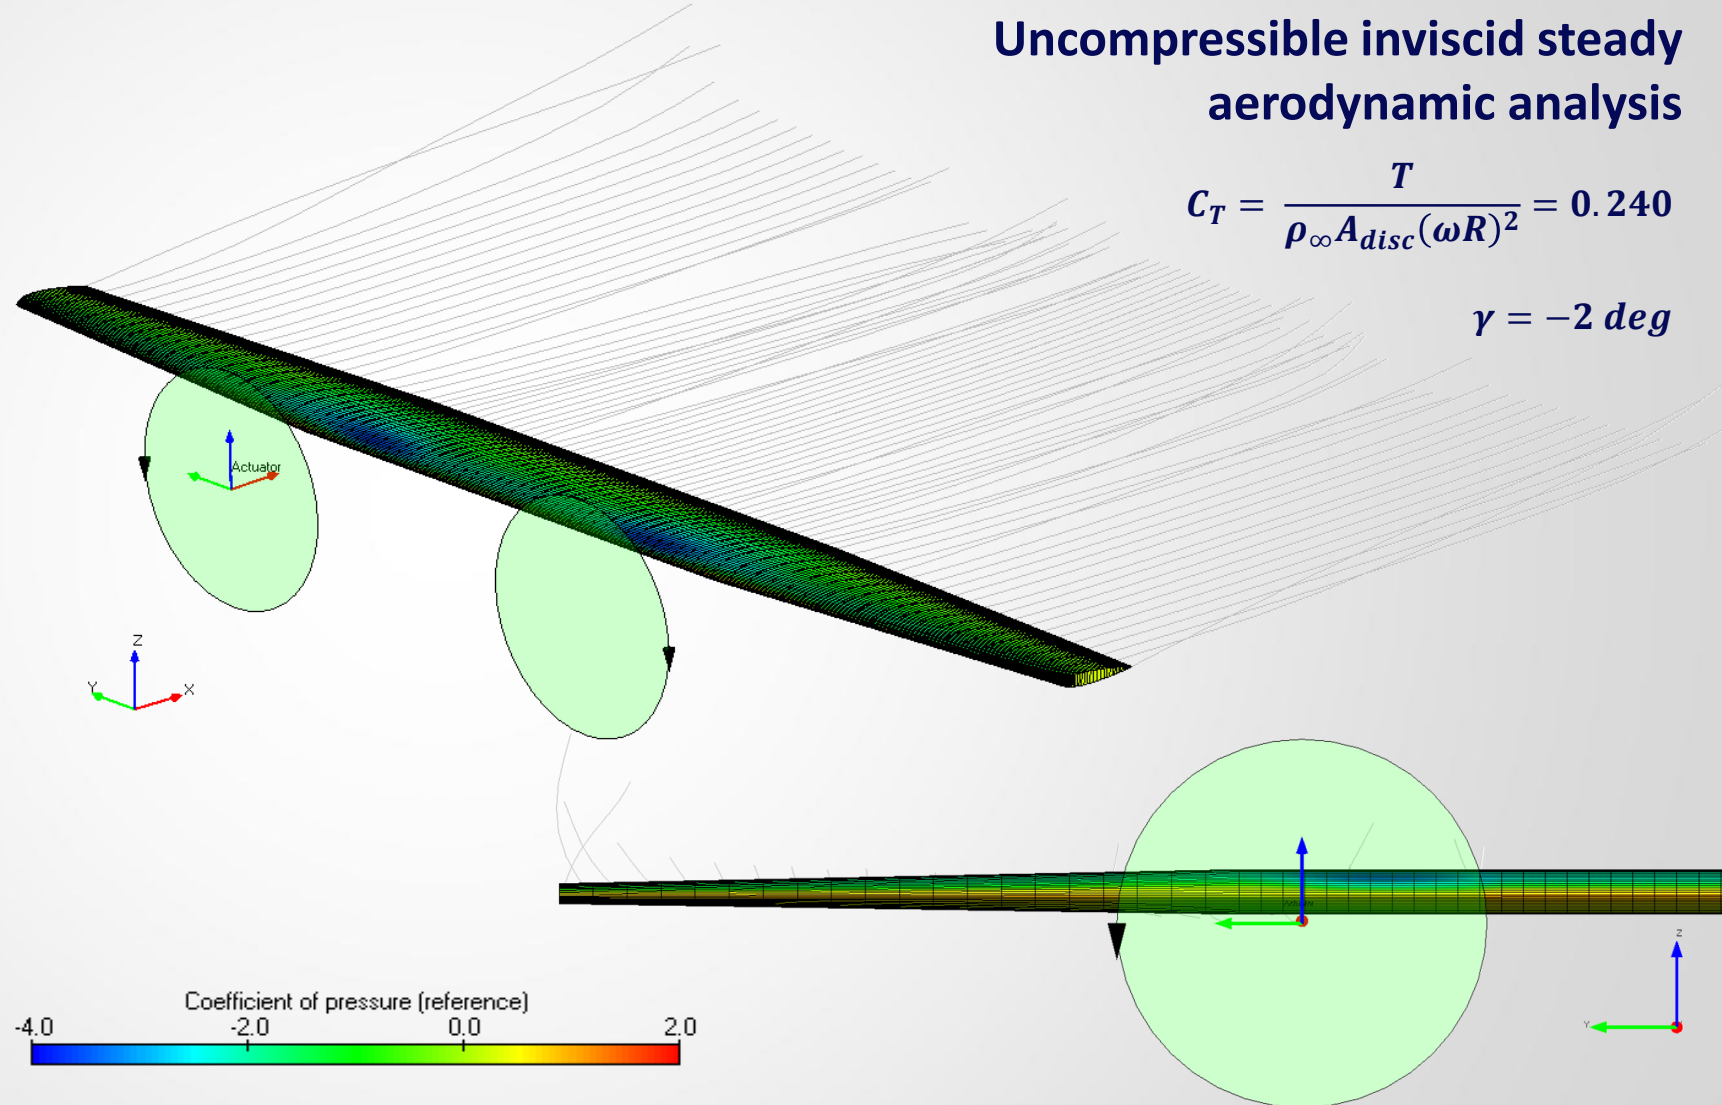 Uncompressible inviscid steady
aerodynamic analysis
C_T = T / (ρ∞ A_disc (ωR)²) = 0.240
γ = −2 deg
Actuator
Z
Y
X
Z
Y
Coefficient of pressure (reference)
-4.0 -2.0 0.0 2.0